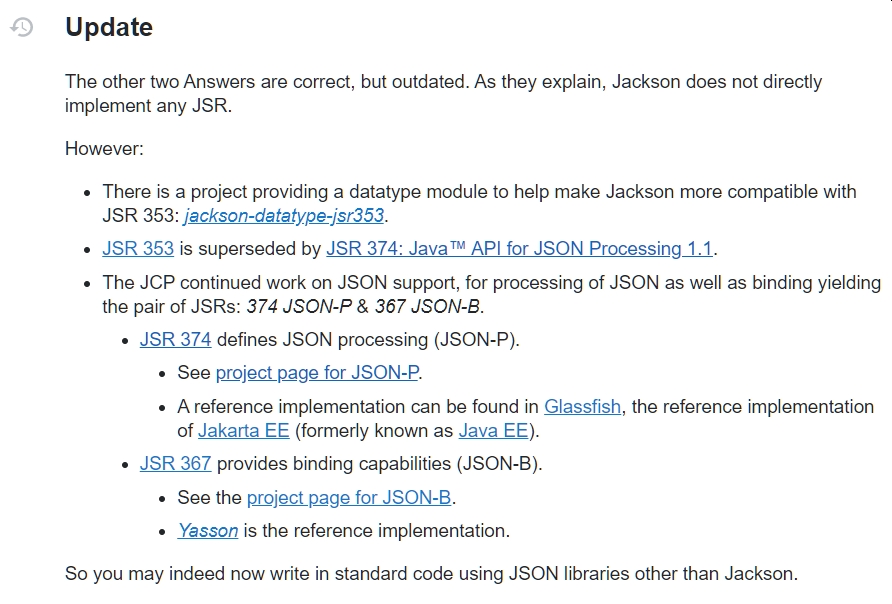 Update
The other two Answers are correct, but outdated. As they explain, Jackson does not directly
implement any JSR.
However:
• There is a project providing a datatype module to help make Jackson more compatible with
JSR 353: jackson-datatype-jsr353.
• JSR 353 is superseded by JSR 374: Java™ API for JSON Processing 1.1.
• The JCP continued work on JSON support, for processing of JSON as well as binding yielding
the pair of JSRs: 374 JSON-P & 367 JSON-B.
• JSR 374 defines JSON processing (JSON-P).
• See project page for JSON-P.
• A reference implementation can be found in Glassfish, the reference implementation
of Jakarta EE (formerly known as Java EE).
• JSR 367 provides binding capabilities (JSON-B).
• See the project page for JSON-B.
• Yasson is the reference implementation.
So you may indeed now write in standard code using JSON libraries other than Jackson.